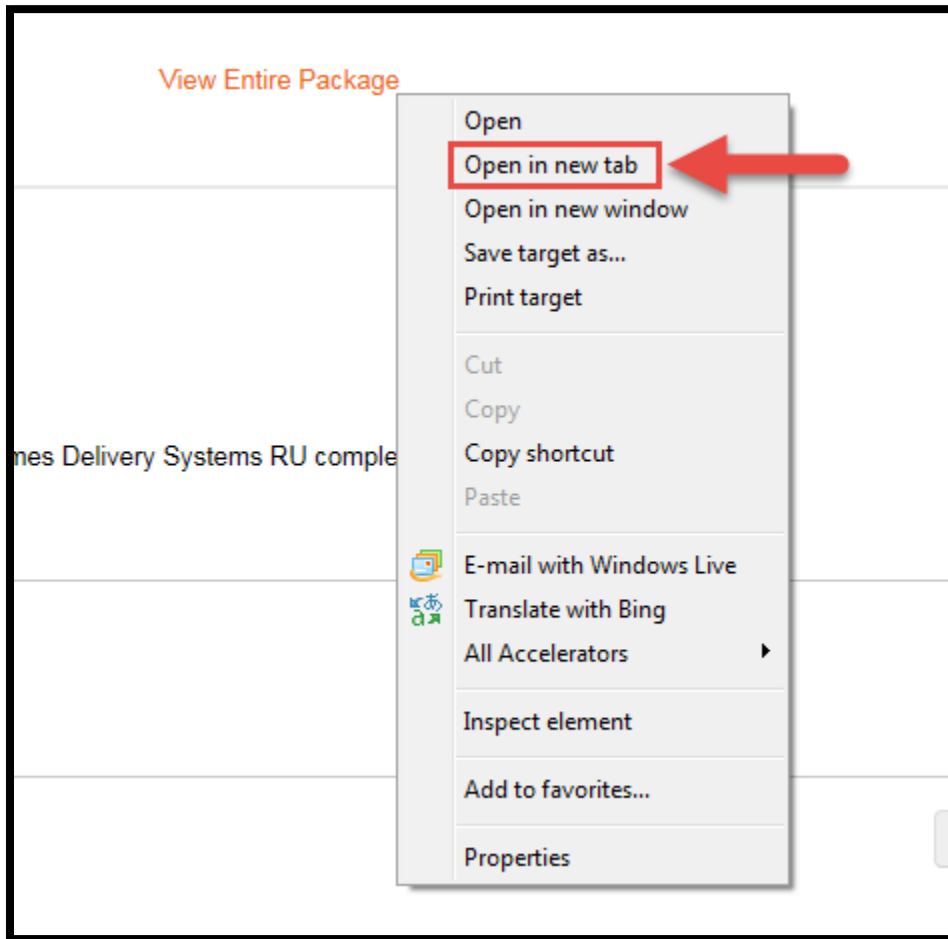 View Entire Package
Open
Open in new tab
Open in new window
Save target as...
Print target
Cut
Copy
mes Delivery Systems RU comple
Copy shortcut
Paste
E-mail with Windows Live
Translate with Bing
All Accelerators
Inspect element
Add to favorites...
Properties